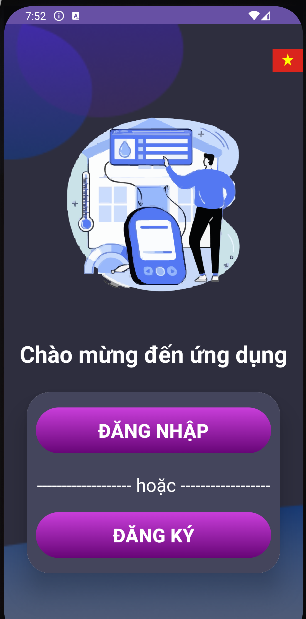 7:52
Chào mừng đến ứng dụng
ĐĂNG NHẬP
------------------- hoặc ------------------
ĐĂNG KÝ